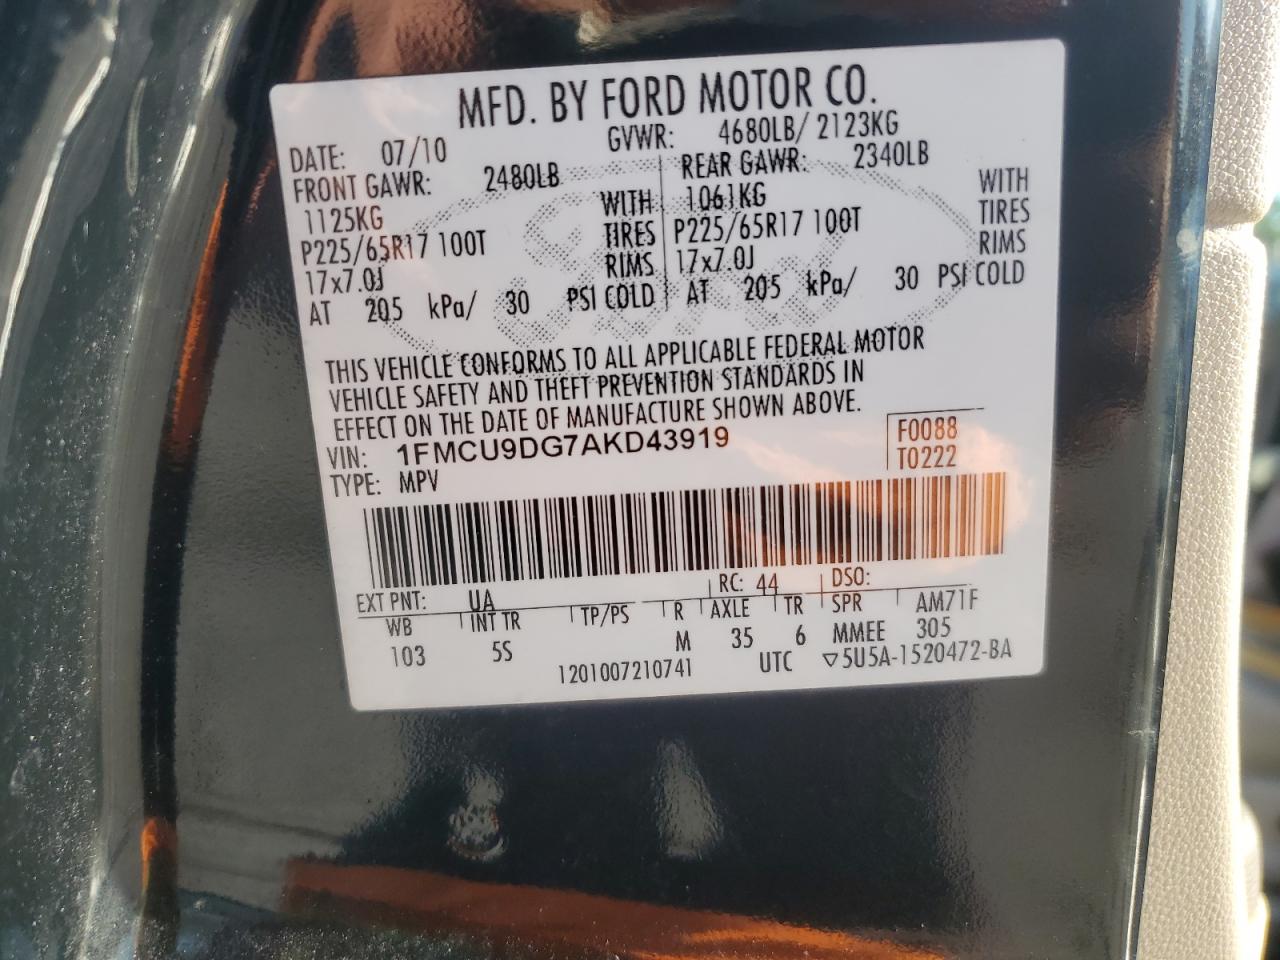 MFD. BY FORD MOTOR CO.
DATE: 07/10 GVWR: 4680LB/ 2123KG
FRONT GAWR: 2480LB REAR GAWR: 2340LB
1125KG WITH 1061KG WITH
P225/65R17 100T TIRES P225/65R17 100T TIRES
17x7.0J RIMS 17x7.0J RIMS
AT 205 kPa/ 30 PSI COLD AT 205 kPa/ 30 PSI COLD
Ford
THIS VEHICLE CONFORMS TO ALL APPLICABLE FEDERAL MOTOR
VEHICLE SAFETY AND THEFT PREVENTION STANDARDS IN
EFFECT ON THE DATE OF MANUFACTURE SHOWN ABOVE.
VIN: 1FMCU9DG7AKD43919 F0088
TYPE: MPV T0222
EXT PNT: UA RC: 44 DSO:
WB INT TR TP/PS R AXLE TR SPR AM71F
103 5S M 35 6 MMEE 305
1201007210741 UTC ▽5U5A-1520472-BA